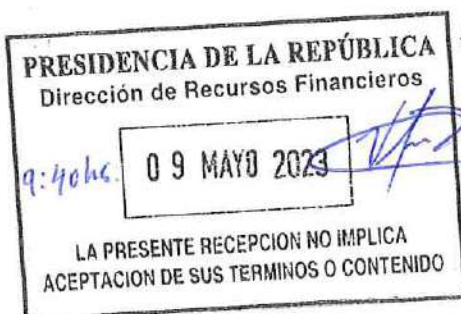 PRESIDENCIA DE LA REPÚBLICA
Dirección de Recursos Financieros
9:40hs.
09 MAYO 2023
LA PRESENTE RECEPCION NO IMPLICA
ACEPTACION DE SUS TERMINOS O CONTENIDO